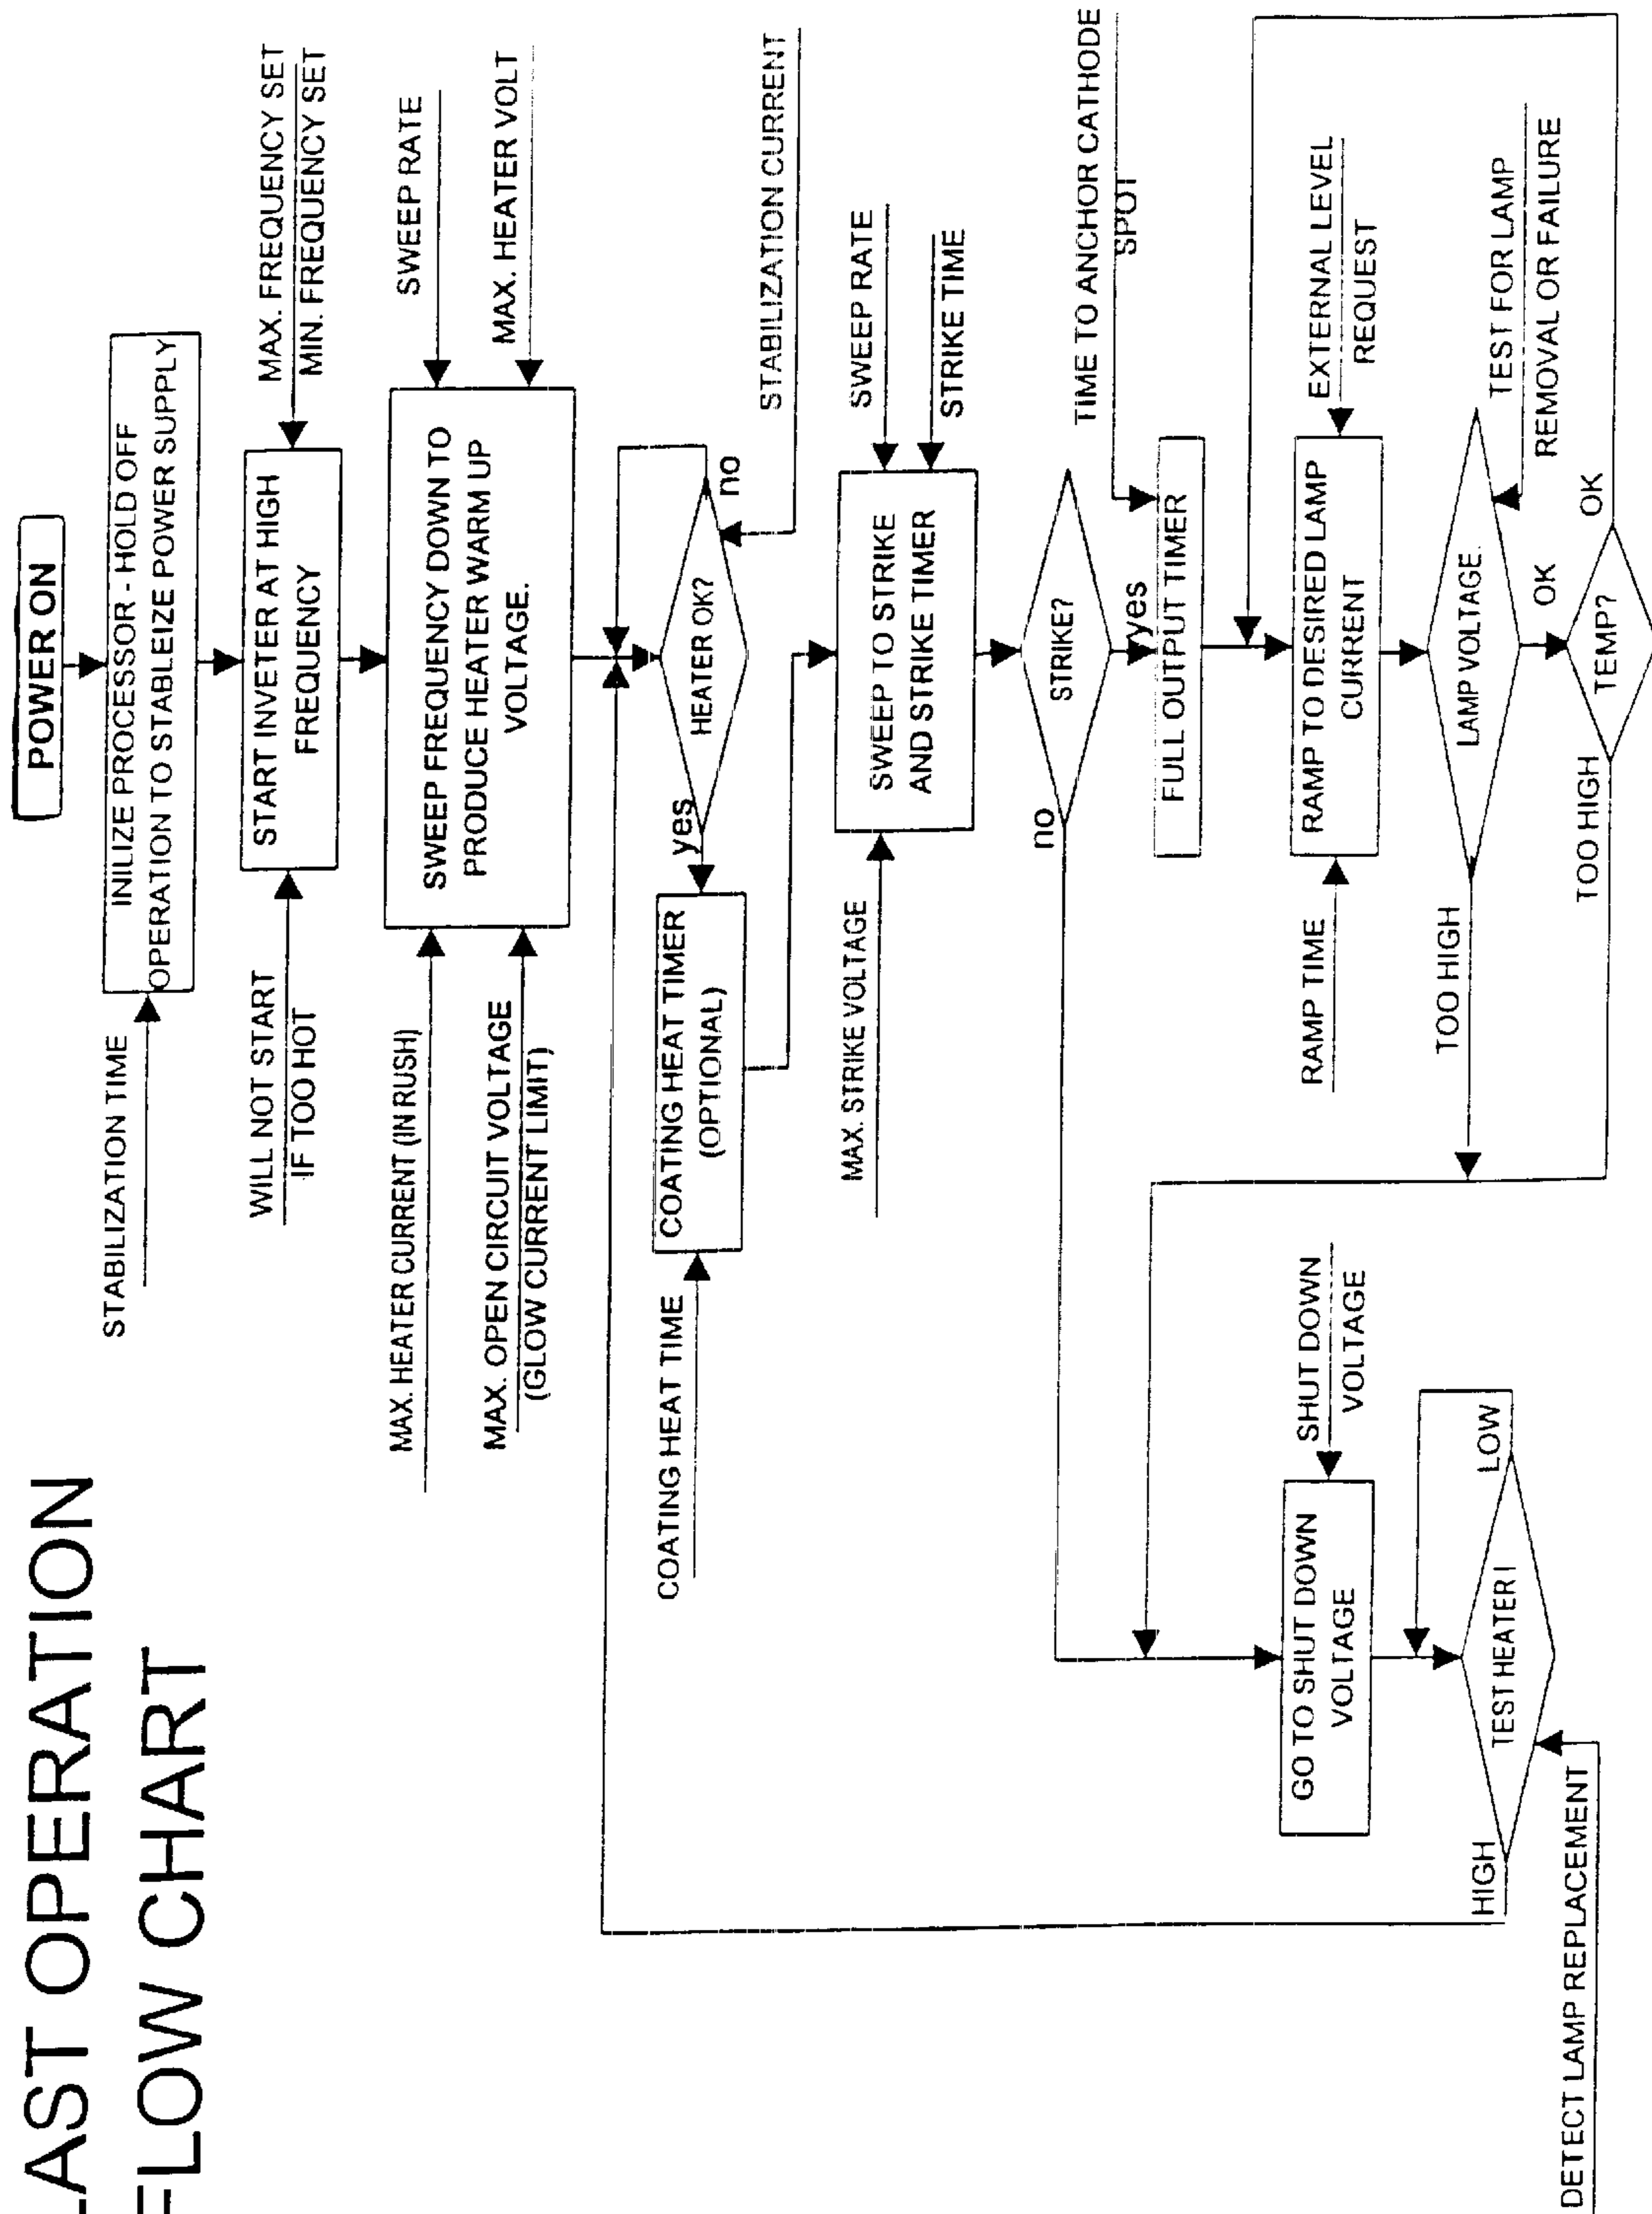 LAST OPERATION
FLOW CHART
POWER ON
STABILIZATION TIME
INILIZE PROCESSOR - HOLD OFF
OPERATION TO STABLEIZE POWER SUPPLY
WILL NOT START
IF TOO HOT
START INVETER AT HIGH
FREQUENCY
MAX. FREQUENCY SET
MIN. FREQUENCY SET
MAX. HEATER CURRENT (IN RUSH)
MAX. OPEN CIRCUIT VOLTAGE
(GLOW CURRENT LIMIT)
SWEEP FREQUENCY DOWN TO
PRODUCE HEATER WARM UP
VOLTAGE.
SWEEP RATE
MAX. HEATER VOLT
HEATER OK?
no
yes
STABILIZATION CURRENT
COATING HEAT TIME
COATING HEAT TIMER
(OPTIONAL)
MAX. STRIKE VOLTAGE
SWEEP TO STRIKE
AND STRIKE TIMER
SWEEP RATE
STRIKE TIME
STRIKE?
no
yes
TIME TO ANCHOR CATHODE
SPOT
FULL OUTPUT TIMER
RAMP TIME
RAMP TO DESIRED LAMP
CURRENT
EXTERNAL LEVEL
REQUEST
LAMP VOLTAGE.
TOO HIGH
OK
TEST FOR LAMP
REMOVAL OR FAILURE
TEMP?
TOO HIGH
OK
GO TO SHUT DOWN
VOLTAGE
SHUT DOWN
VOLTAGE
TEST HEATER I
HIGH
LOW
DETECT LAMP REPLACEMENT